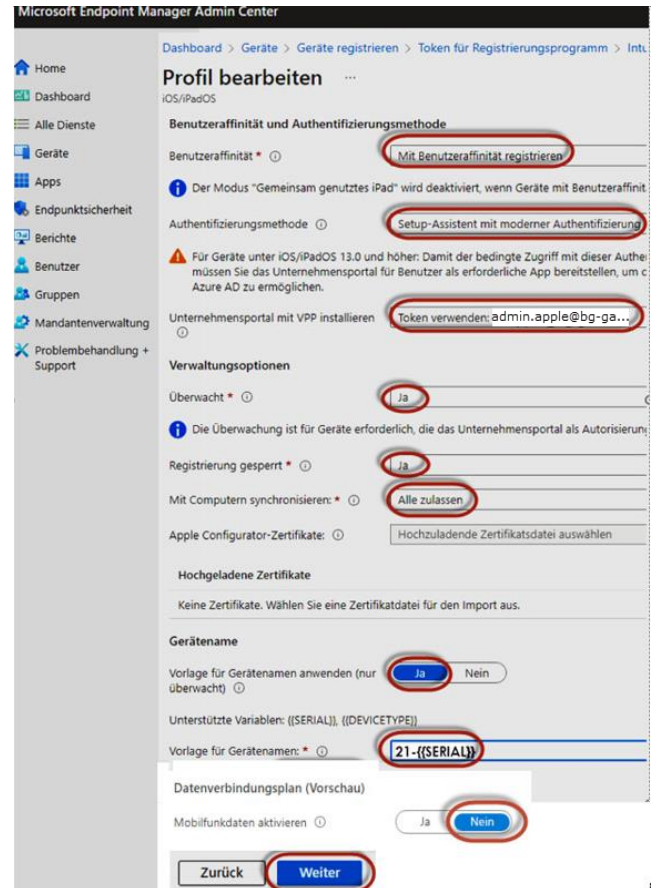 Microsoft Endpoint Manager Admin Center
Dashboard > Geräte > Geräte registrieren > Token für Registrierungsprogramm > Intu
Home
Dashboard
Alle Dienste
Geräte
Apps
Endpunktsicherheit
Berichte
Benutzer
Gruppen
Mandantenverwaltung
Problembehandlung +
Support
Profil bearbeiten ...
iOS/iPadOS
Benutzeraffinität und Authentifizierungsmethode
Benutzeraffinität * Mit Benutzeraffinität registrieren
Der Modus "Gemeinsam genutztes iPad" wird deaktiviert, wenn Geräte mit Benutzeraffinit
Authentifizierungsmethode Setup-Assistent mit moderner Authentifizierung
Für Geräte unter iOS/iPadOS 13.0 und höher: Damit der bedingte Zugriff mit dieser Authe
müssen Sie das Unternehmensportal für Benutzer als erforderliche App bereitstellen, um d
Azure AD zu ermöglichen.
Unternehmensportal mit VPP installieren Token verwenden: admin.apple@bg-ga...
Verwaltungsoptionen
Überwacht * Ja
Die Überwachung ist für Geräte erforderlich, die das Unternehmensportal als Autorisierun
Registrierung gesperrt * Ja
Mit Computern synchronisieren: * Alle zulassen
Apple Configurator-Zertifikate: Hochzuladende Zertifikatsdatei auswählen
Hochgeladene Zertifikate
Keine Zertifikate. Wählen Sie eine Zertifikatdatei für den Import aus.
Gerätename
Vorlage für Gerätenamen anwenden (nur Ja Nein
überwacht)
Unterstützte Variablen: {{SERIAL}}, {{DEVICETYPE}}
Vorlage für Gerätenamen: * 21-{{SERIAL}}
Datenverbindungsplan (Vorschau)
Mobilfunkdaten aktivieren Ja Nein
Zurück Weiter